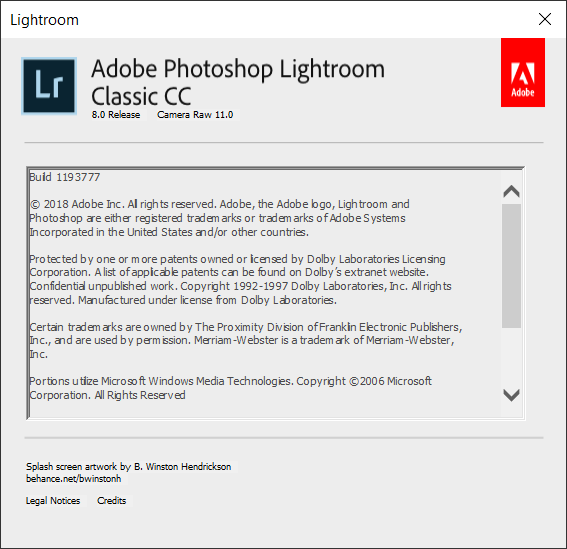 Lightroom
Lr
Adobe Photoshop Lightroom
Classic CC
8.0 Release Camera Raw 11.0
Adobe
Build 1193777
© 2018 Adobe Inc. All rights reserved. Adobe, the Adobe logo, Lightroom and
Photoshop are either registered trademarks or trademarks of Adobe Systems
Incorporated in the United States and/or other countries.
Protected by one or more patents owned or licensed by Dolby Laboratories Licensing
Corporation. A list of applicable patents can be found on Dolby’s extranet website.
Confidential unpublished work. Copyright 1992-1997 Dolby Laboratories, Inc. All rights
reserved. Manufactured under license from Dolby Laboratories.
Certain trademarks are owned by The Proximity Division of Franklin Electronic Publishers,
Inc., and are used by permission. Merriam-Webster is a trademark of Merriam-Webster,
Inc.
Portions utilize Microsoft Windows Media Technologies. Copyright ©2006 Microsoft
Corporation. All Rights Reserved
Splash screen artwork by B. Winston Hendrickson
behance.net/bwinstonh
Legal Notices Credits